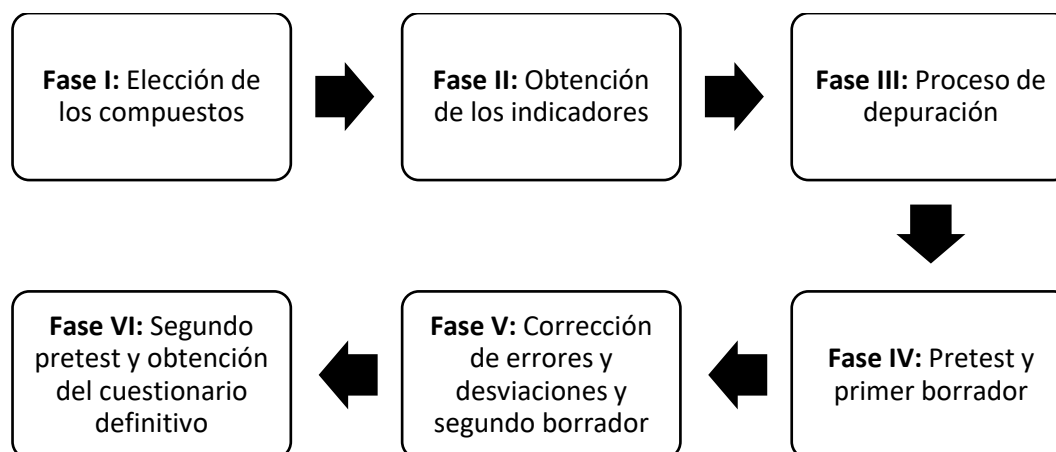 Fase I: Elección de
los compuestos
Fase II: Obtención
de los indicadores
Fase III: Proceso de
depuración
Fase IV: Pretest y
primer borrador
Fase V: Corrección
de errores y
desviaciones y
segundo borrador
Fase VI: Segundo
pretest y obtención
del cuestionario
definitivo